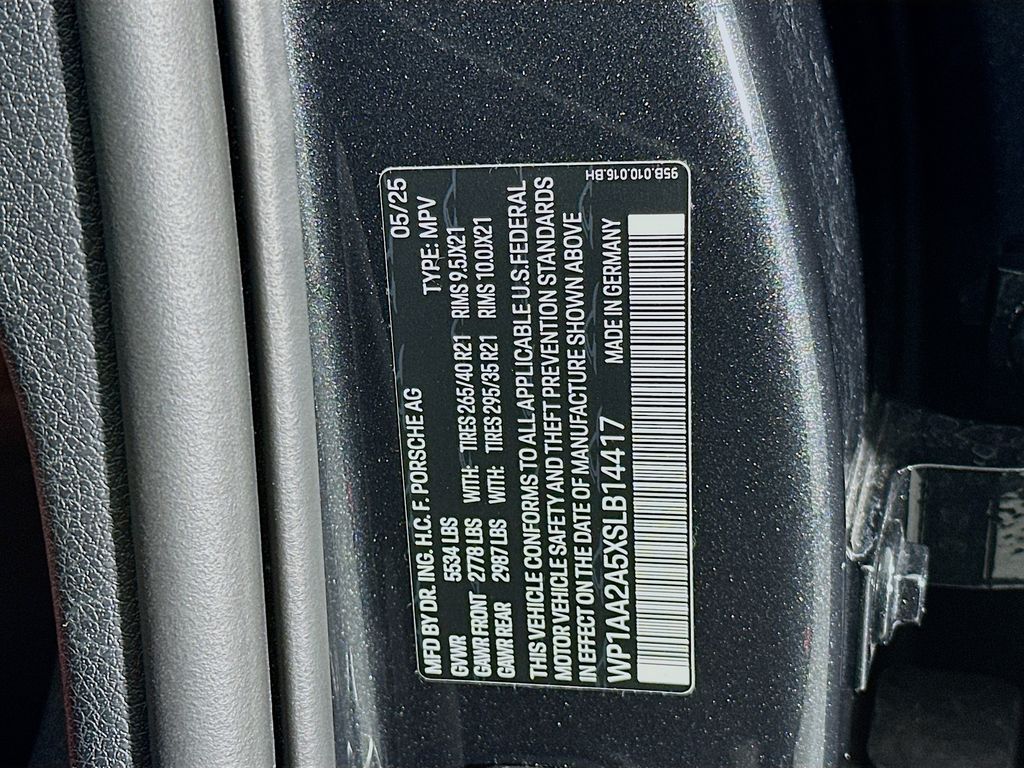 MFD BY DR. ING. H.C. F. PORSCHE AG 05/25
GVWR 5534 LBS TYPE: MPV
GAWR FRONT 2778 LBS WITH: TIRES 265/40 R21 RIMS 9.5JX21
GAWR REAR 2987 LBS WITH: TIRES 295/35 R21 RIMS 10.0JX21
THIS VEHICLE CONFORMS TO ALL APPLICABLE U.S. FEDERAL
MOTOR VEHICLE SAFETY AND THEFT PREVENTION STANDARDS
IN EFFECT ON THE DATE OF MANUFACTURE SHOWN ABOVE
WP1AA2A5XSLB14417 MADE IN GERMANY
95B.010.016.BH